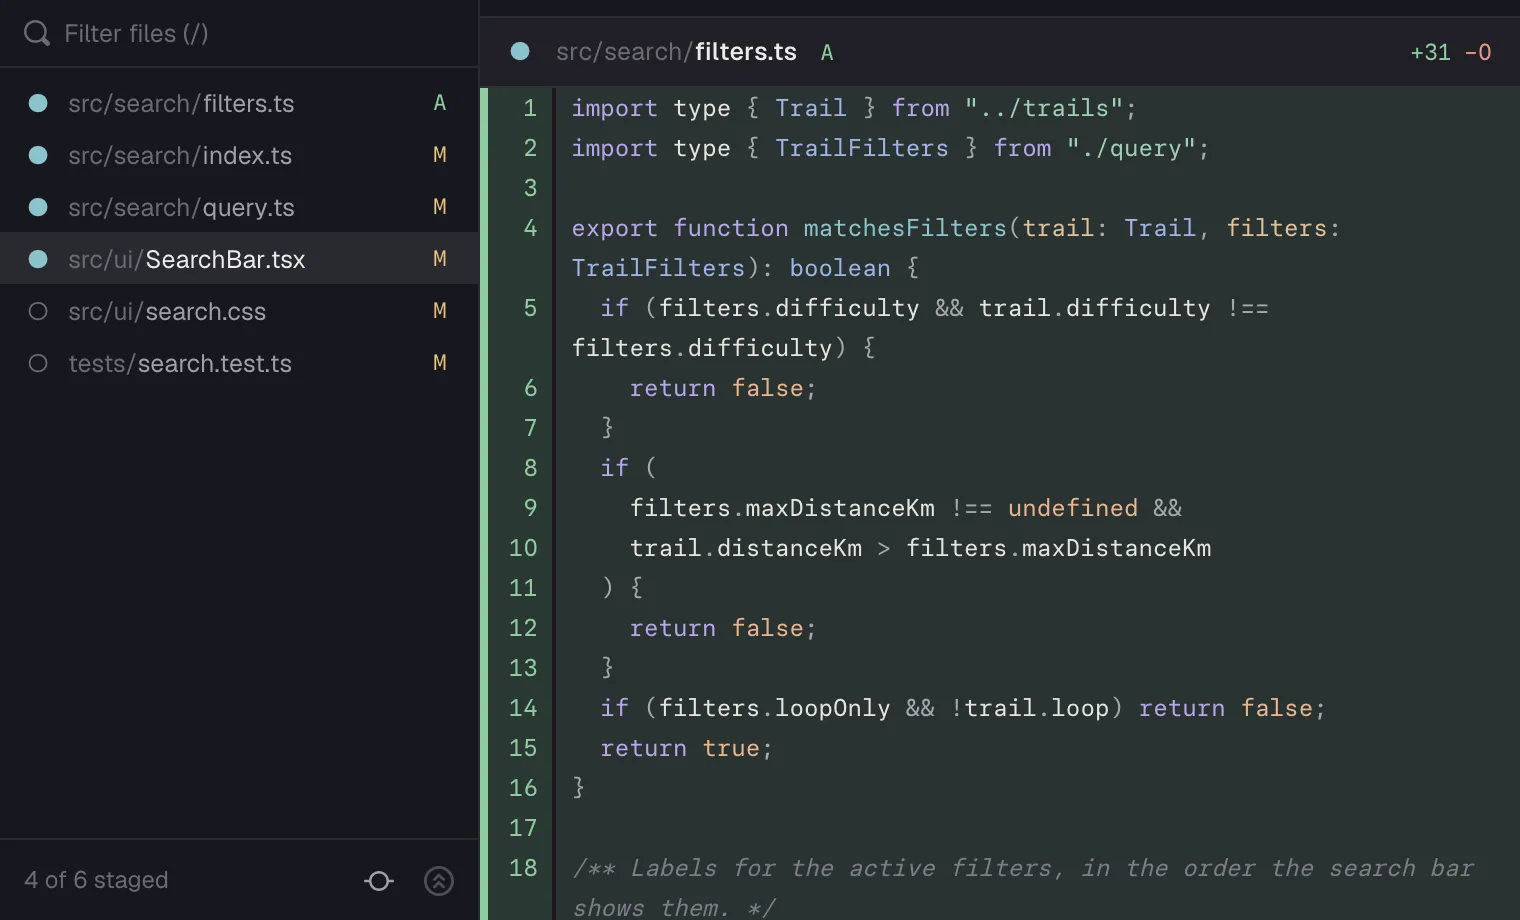 Filter files (/)
src/search/filters.ts A
src/search/index.ts M
src/search/query.ts M
src/ui/SearchBar.tsx M
src/ui/search.css M
tests/search.test.ts M
4 of 6 staged
src/search/filters.ts A +31 −0
1 import type { Trail } from "../trails";
2 import type { TrailFilters } from "./query";
3
4 export function matchesFilters(trail: Trail, filters:
TrailFilters): boolean {
5   if (filters.difficulty && trail.difficulty !==
filters.difficulty) {
6     return false;
7   }
8   if (
9     filters.maxDistanceKm !== undefined &&
10     trail.distanceKm > filters.maxDistanceKm
11   ) {
12     return false;
13   }
14   if (filters.loopOnly && !trail.loop) return false;
15   return true;
16 }
17
18 /** Labels for the active filters, in the order the search bar
shows them. */